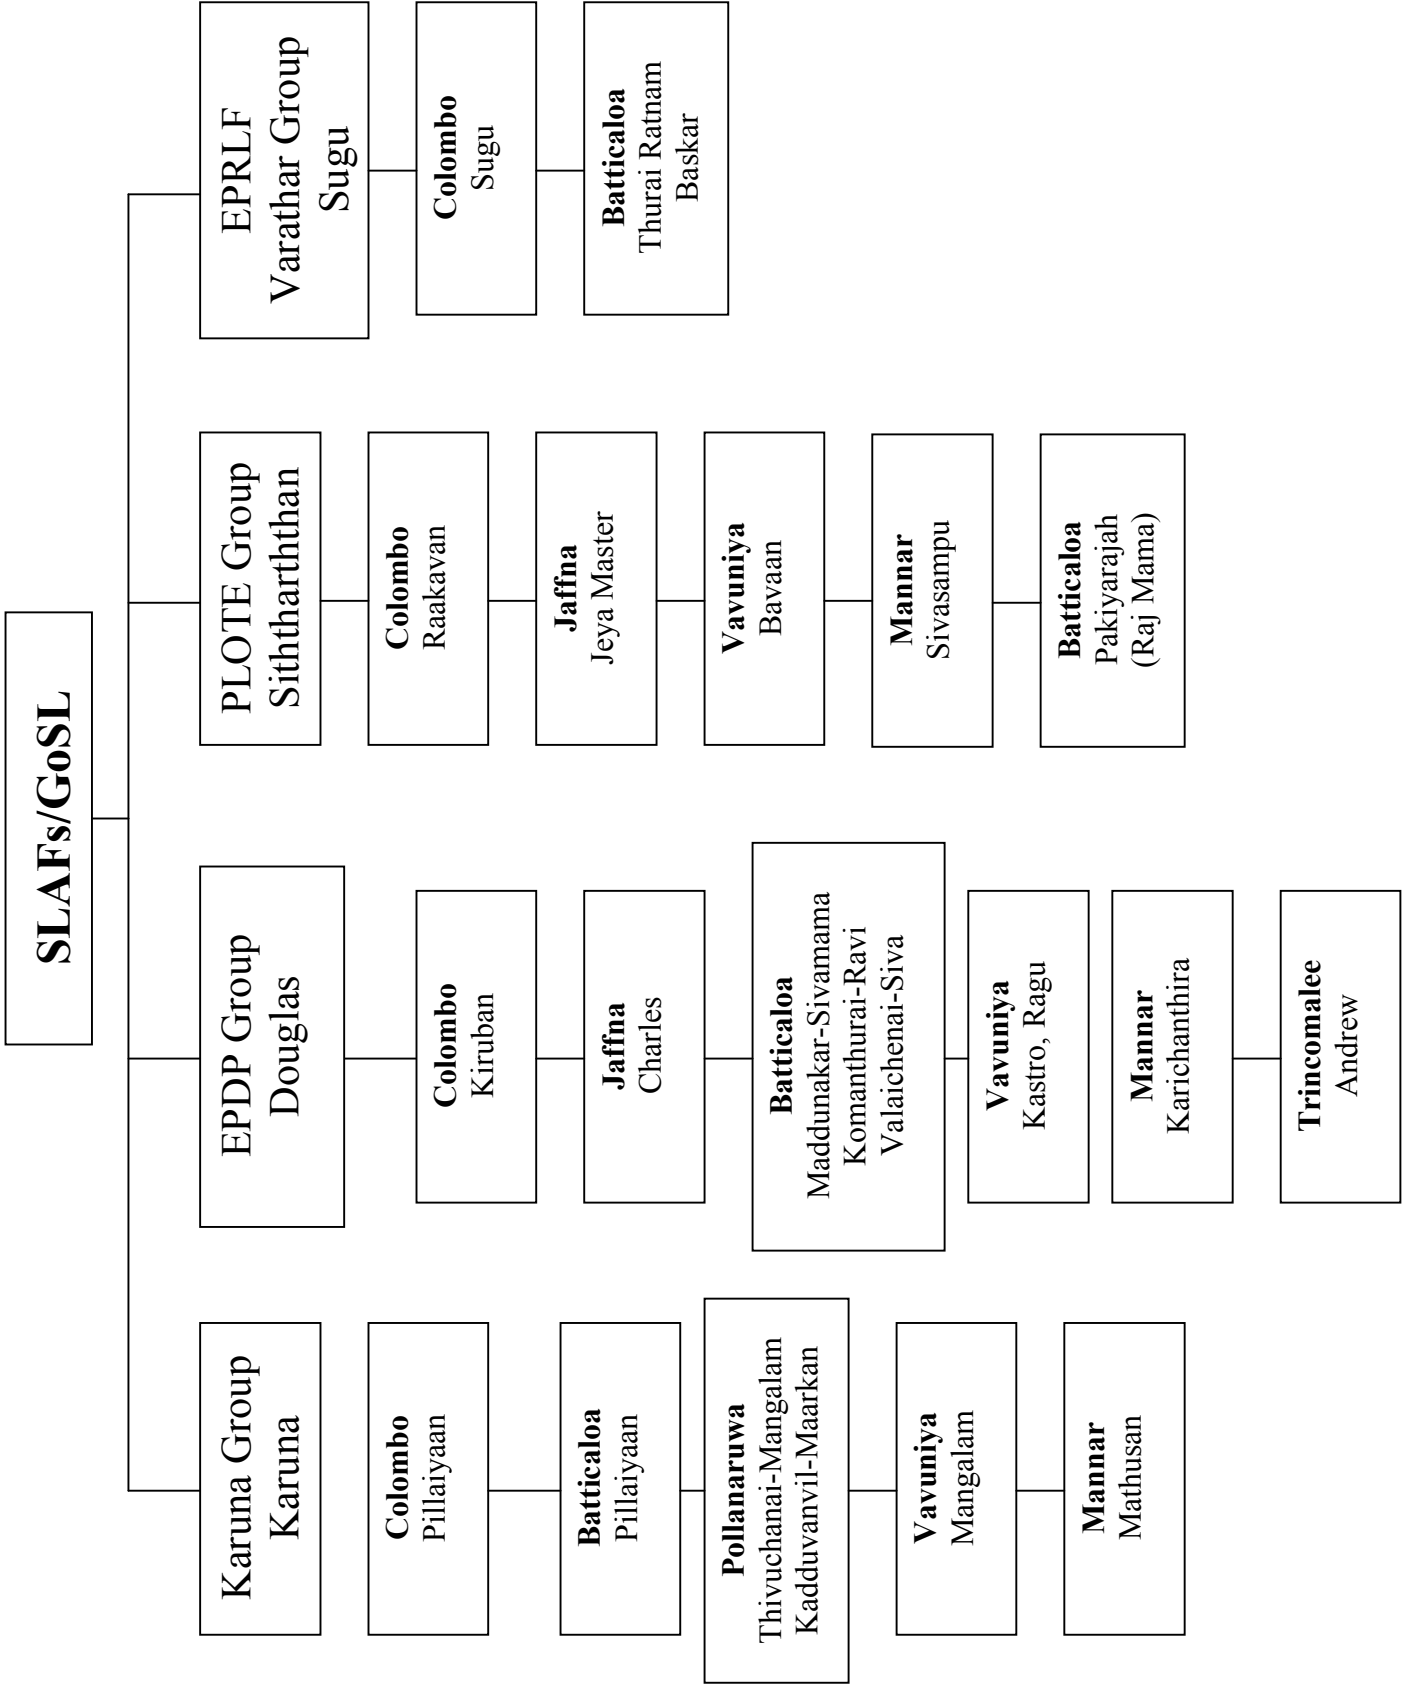 SLAFs/GoSL
Karuna Group
Karuna
Colombo
Pillaiyaan
Batticaloa
Pillaiyaan
Pollanaruwa
Thivuchanai-Mangalam
Kadduvanvil-Maarkan
Vavuniya
Mangalam
Mannar
Mathusan
EPDP Group
Douglas
Colombo
Kiruban
Jaffna
Charles
Batticaloa
Maddunakar-Sivamama
Komanthurai-Ravi
Valaichenai-Siva
Vavuniya
Kastro, Ragu
Mannar
Karichanthira
Trincomalee
Andrew
PLOTE Group
Siththarththan
Colombo
Raakavan
Jaffna
Jeya Master
Vavuniya
Bavaan
Mannar
Sivasampu
Batticaloa
Pakiyarajah
(Raj Mama)
EPRLF
Varathar Group
Sugu
Colombo
Sugu
Batticaloa
Thurai Ratnam
Baskar